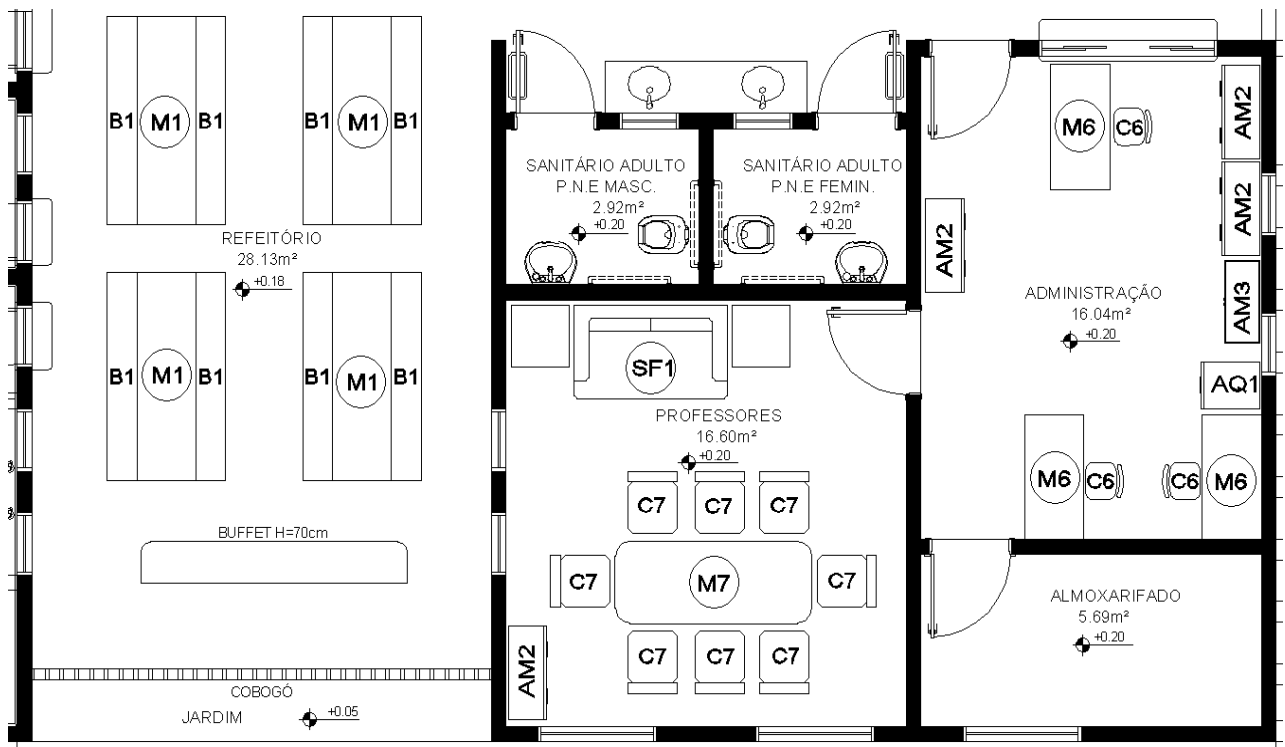 B1 M1 B1
B1 M1 B1
REFEITÓRIO
28.13m²
+0.18
B1 M1 B1
B1 M1 B1
BUFFET H=70cm
COBOGÓ
JARDIM
+0.05
SANITÁRIO ADULTO
P.N.E MASC.
2.92m²
+0.20
SANITÁRIO ADULTO
P.N.E FEMIN.
2.92m²
+0.20
SF1
PROFESSORES
16.60m²
+0.20
C7 C7 C7
C7 M7 C7
C7 C7 C7
AM2
M6 C6
AM2
AM2
AM2
AM3
ADMINISTRAÇÃO
16.04m²
+0.20
AQ1
M6 C6
C6 M6
ALMOXARIFADO
5.69m²
+0.20